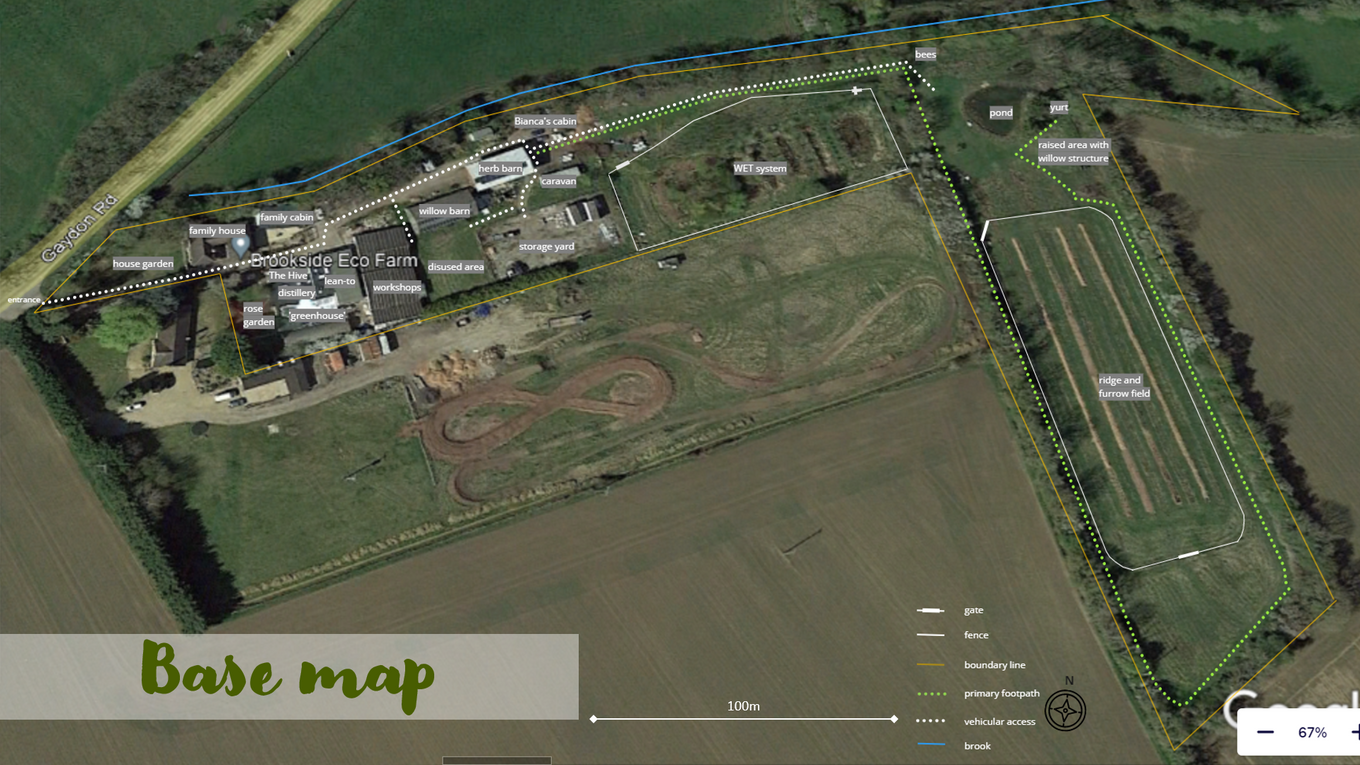 bees
pond
yurt
raised area with
willow structure
Bianca's cabin
herb barn
caravan
WET system
Gaydon Rd
willow barn
family cabin
family house
storage yard
house garden
Brookside Eco Farm
disused area
The Hive
lean-to
distillery
workshops
entrance
rose
garden
'greenhouse'
ridge and
furrow field
Base map
100m
gate
fence
boundary line
primary footpath
vehicular access
brook
N
67%